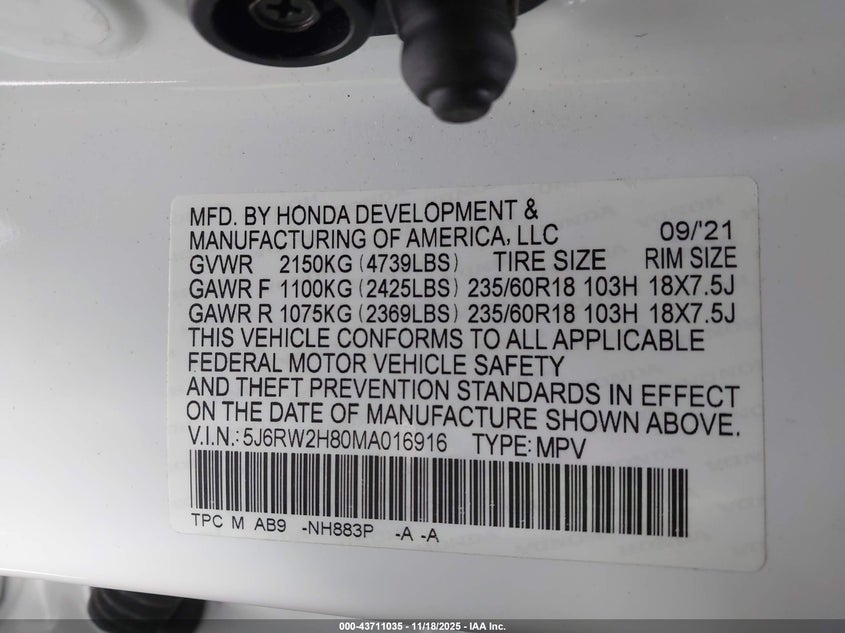 MFD. BY HONDA DEVELOPMENT &
MANUFACTURING OF AMERICA, LLC 09/'21
GVWR 2150KG (4739LBS) TIRE SIZE RIM SIZE
GAWR F 1100KG (2425LBS) 235/60R18 103H 18X7.5J
GAWR R 1075KG (2369LBS) 235/60R18 103H 18X7.5J
THIS VEHICLE CONFORMS TO ALL APPLICABLE
FEDERAL MOTOR VEHICLE SAFETY
AND THEFT PREVENTION STANDARDS IN EFFECT
ON THE DATE OF MANUFACTURE SHOWN ABOVE.
V.I.N.: 5J6RW2H80MA016916 TYPE: MPV
TPC M AB9 -NH883P -A -A
000-43711035 - 11/18/2025 - IAA Inc.